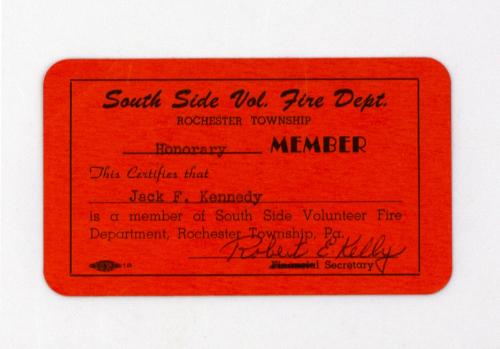 South Side Vol. Fire Dept.
ROCHESTER TOWNSHIP
Honorary MEMBER
This Certifies that
Jack F. Kennedy
is a member of South Side Volunteer Fire
Department, Rochester Township, Pa.
Robert E. Kelly
Financial Secretary
18